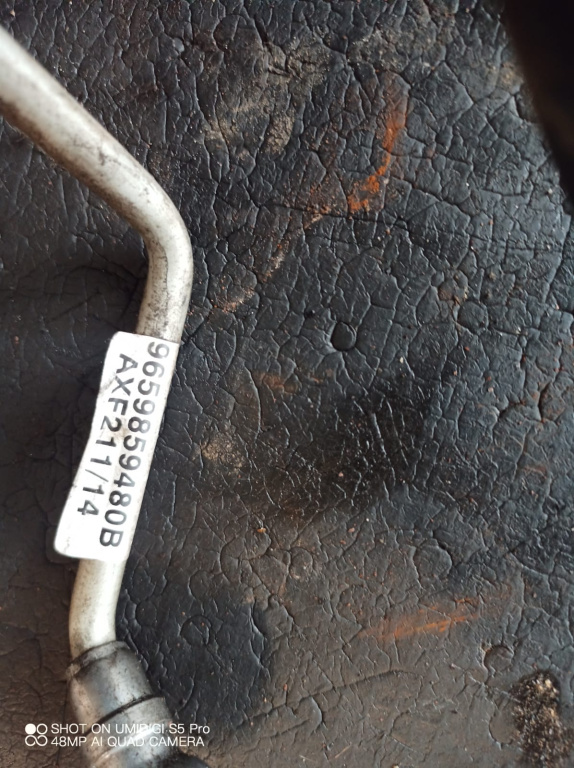 9659859480B
AXF211/14
SHOT ON UMIDIGI S5 Pro
48MP AI QUAD CAMERA